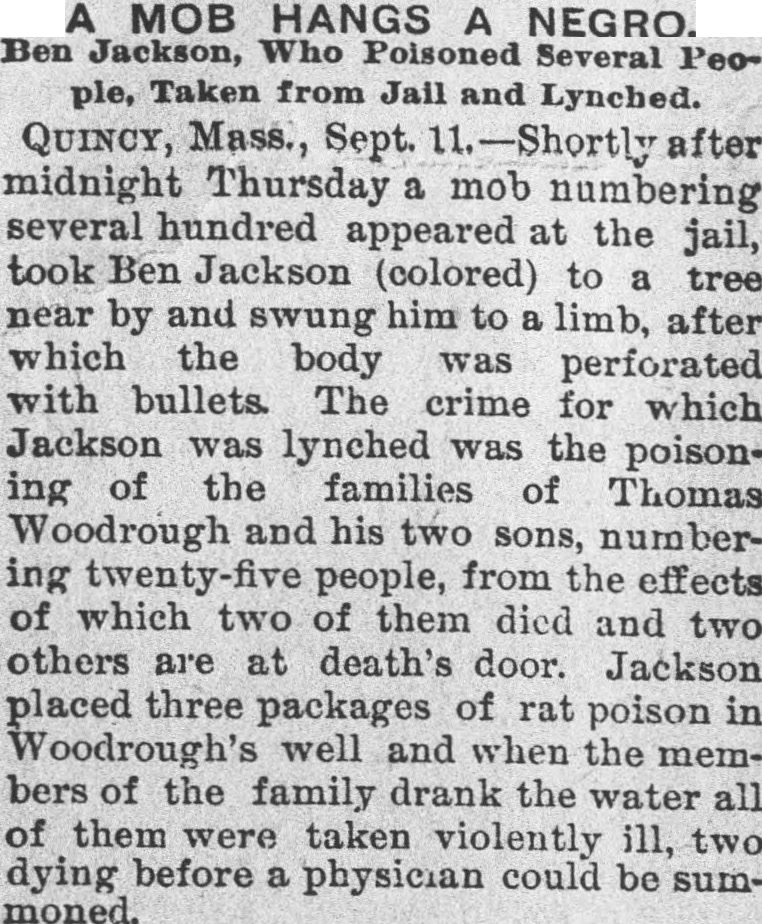 A MOB HANGS A NEGRO.
Ben Jackson, Who Poisoned Several Peo-
ple, Taken from Jail and Lynched.
QUINCY, Mass., Sept. 11.—Shortly after
midnight Thursday a mob numbering
several hundred appeared at the jail,
took Ben Jackson (colored) to a tree
near by and swung him to a limb, after
which the body was perforated
with bullets. The crime for which
Jackson was lynched was the poison-
ing of the families of Thomas
Woodrough and his two sons, number-
ing twenty-five people, from the effects
of which two of them died and two
others are at death's door. Jackson
placed three packages of rat poison in
Woodrough's well and when the mem-
bers of the family drank the water all
of them were taken violently ill, two
dying before a physician could be sum-
moned.